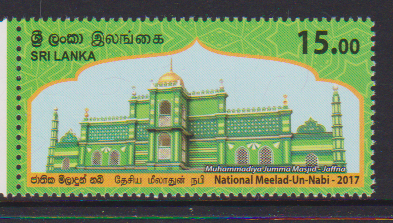 ශ්‍රී ලංකා இலங்கை
SRI LANKA
15.00
Muhammadiya Jumma Masjid - Jaffna
ජාතික මීලාද් නබි தேசிய மீலாதுன் நபி National Meelad-Un-Nabi - 2017